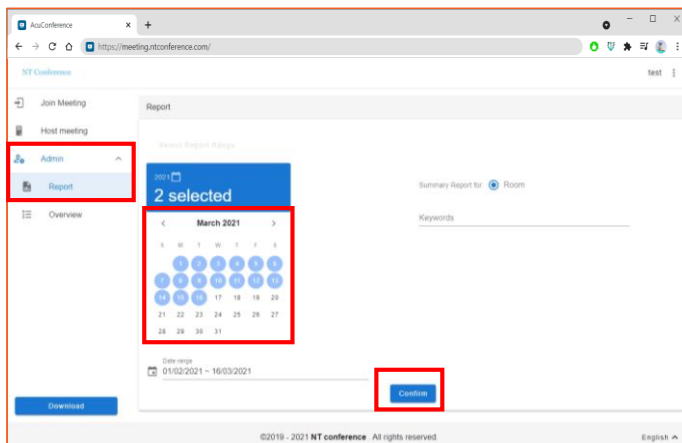 AcuConference
https://meeting.ntconference.com/
NT Conference
test
Join Meeting
Host meeting
Admin
Report
Overview
Download
Report
Select Report Range
2021
2 selected
March 2021
S M T W T F S
1 2 3 4 5 6
7 8 9 10 11 12 13
14 15 16 17 18 19 20
21 22 23 24 25 26 27
28 29 30 31
Date range
01/02/2021 ~ 16/03/2021
Summary Report for Room
Keywords
Confirm
©2019 - 2021 NT conference. All rights reserved.
English